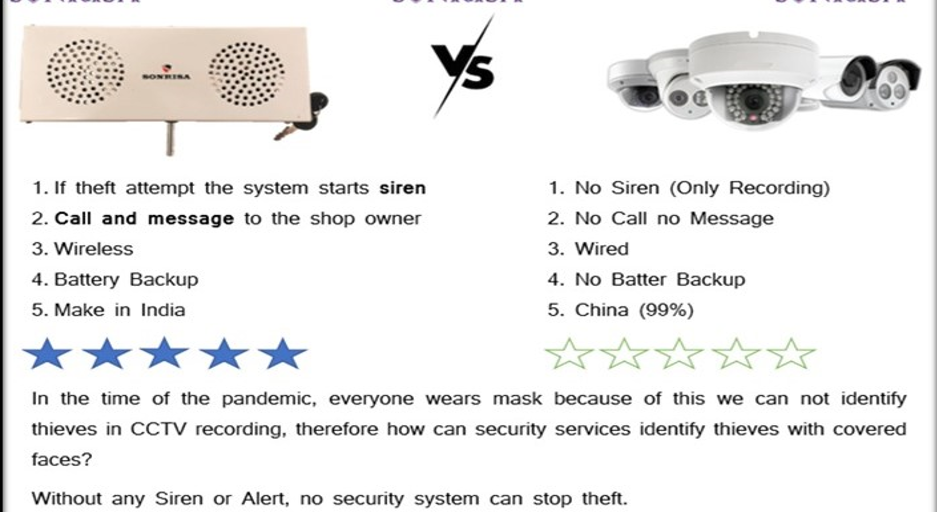 SONRISA
VS
1. If theft attempt the system starts siren
2. Call and message to the shop owner
3. Wireless
4. Battery Backup
5. Make in India
1. No Siren (Only Recording)
2. No Call no Message
3. Wired
4. No Batter Backup
5. China (99%)
In the time of the pandemic, everyone wears mask because of this we can not identify
thieves in CCTV recording, therefore how can security services identify thieves with covered
faces?
Without any Siren or Alert, no security system can stop theft.